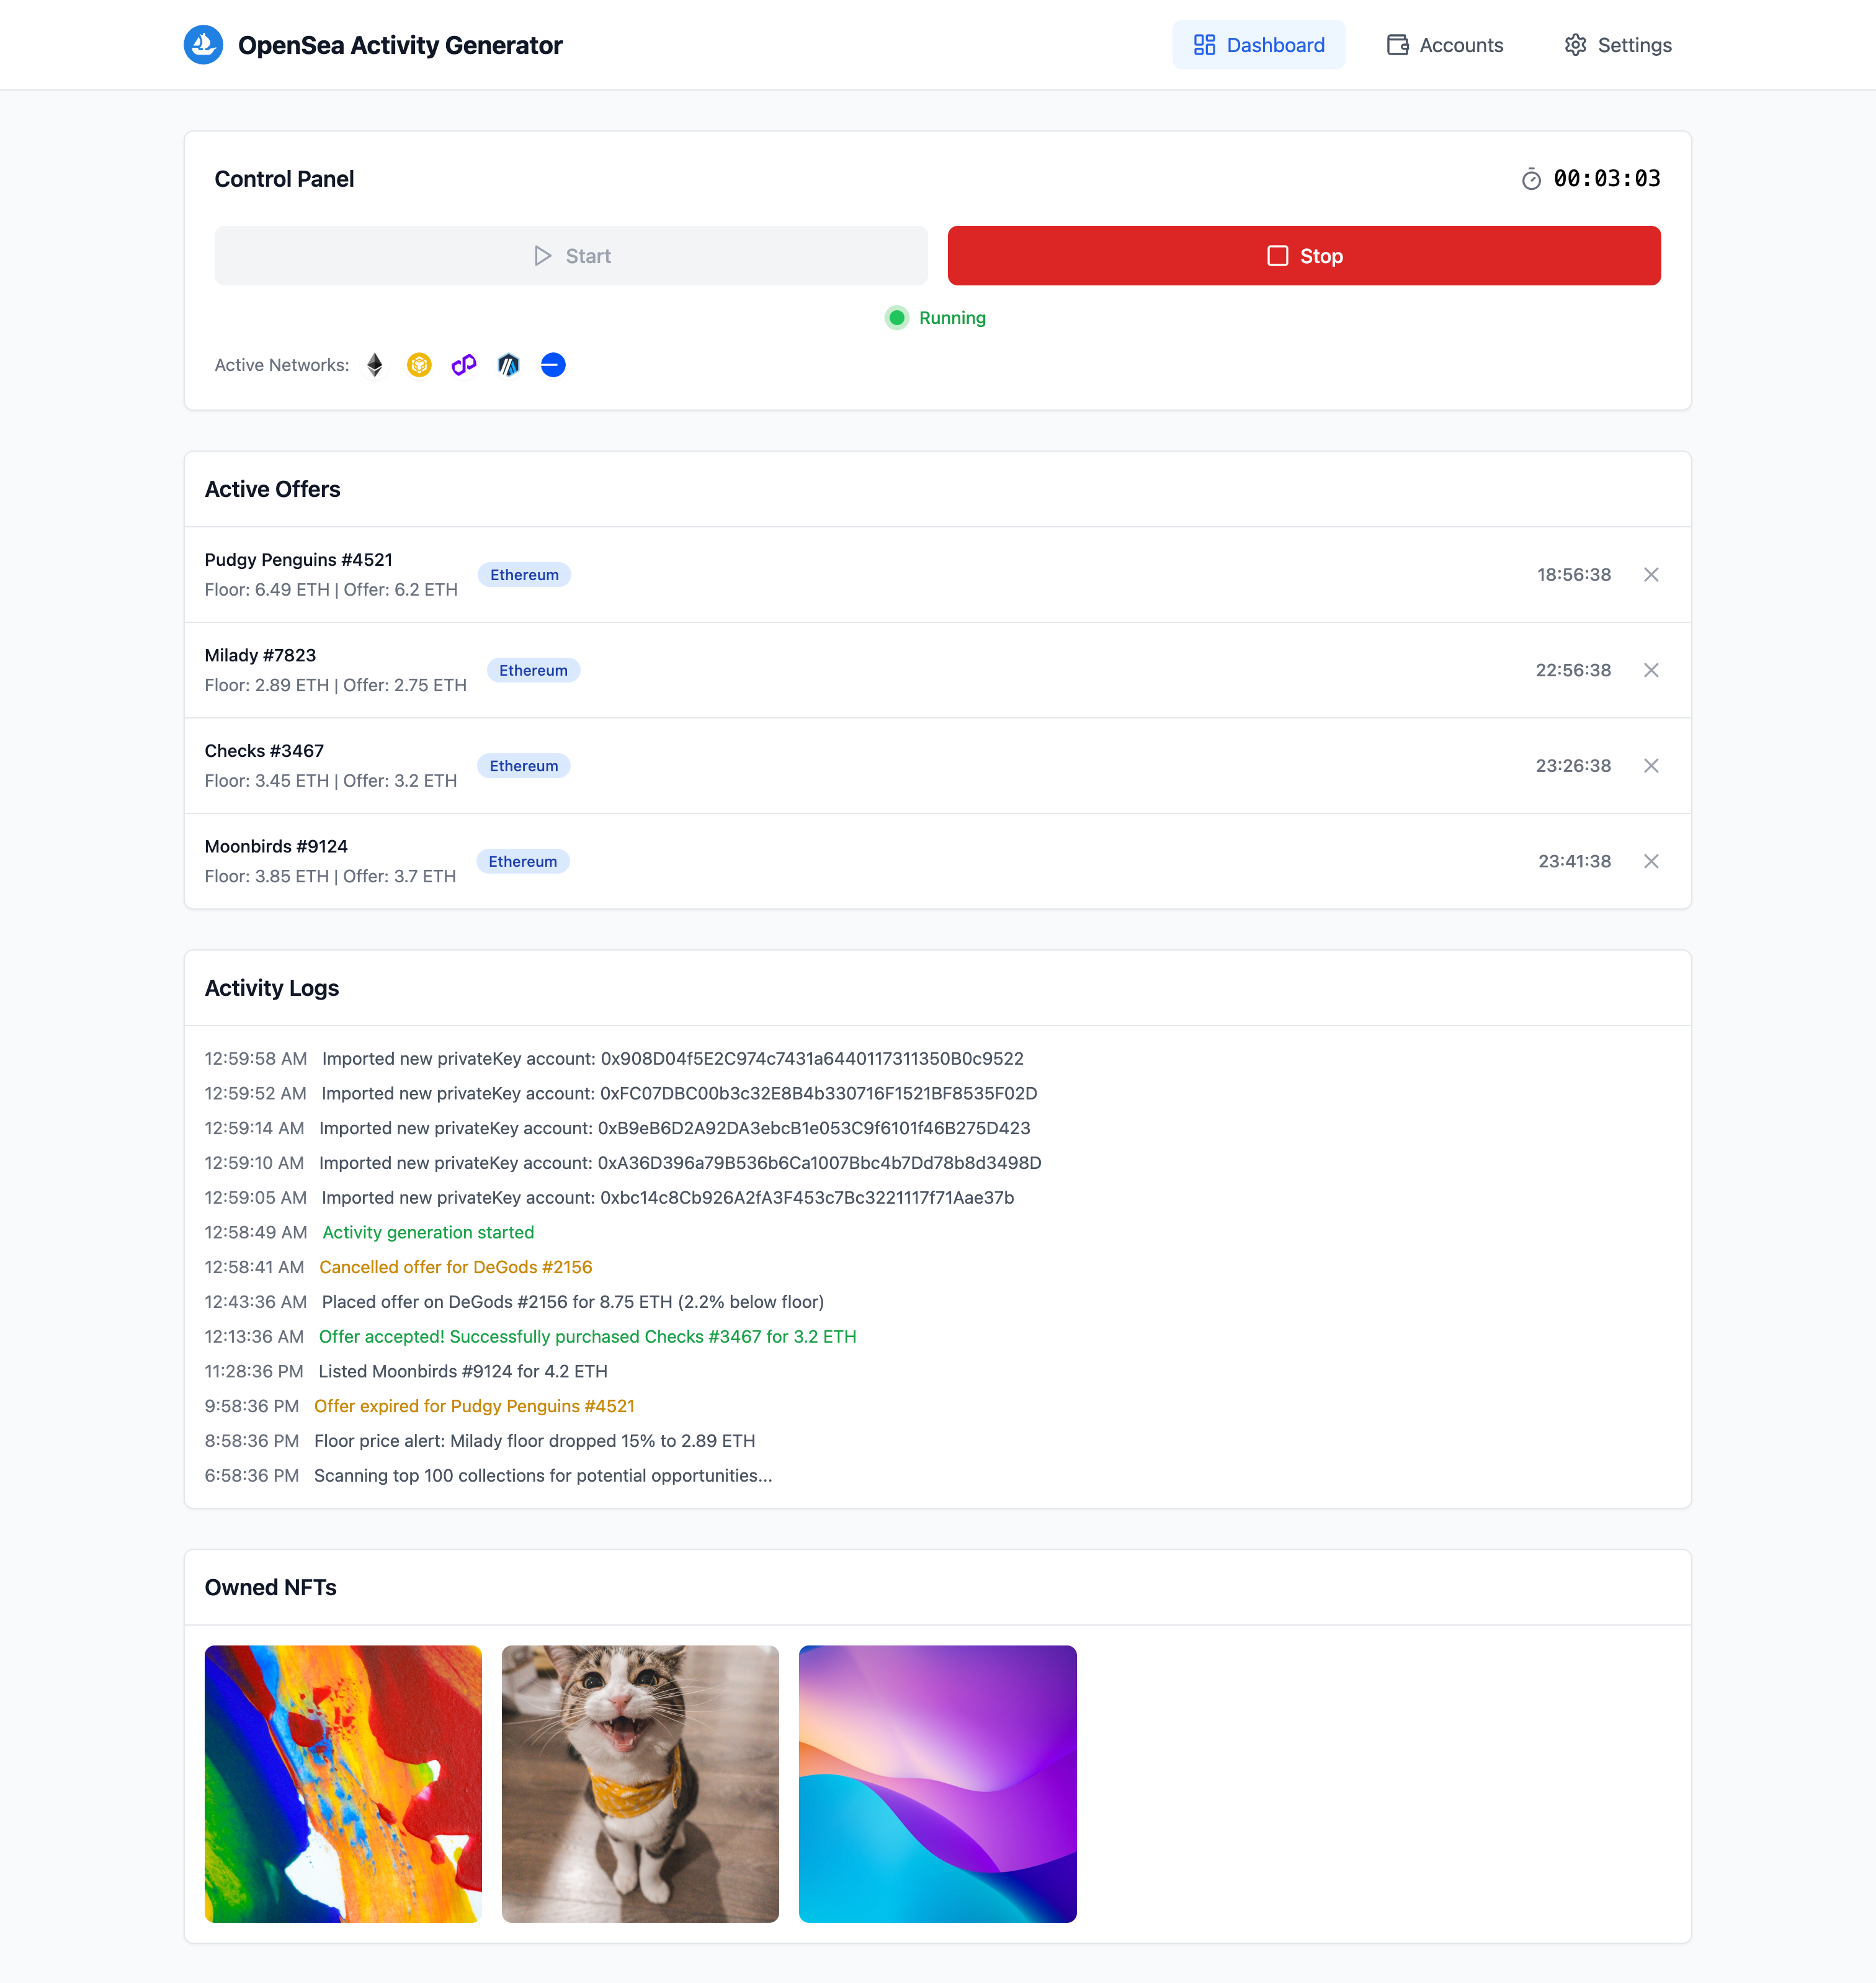 OpenSea Activity Generator
Dashboard
Accounts
Settings
Control Panel
00:03:03
Start
Stop
Running
Active Networks:
Active Offers
Pudgy Penguins #4521
Floor: 6.49 ETH | Offer: 6.2 ETH
Ethereum
18:56:38
Milady #7823
Floor: 2.89 ETH | Offer: 2.75 ETH
Ethereum
22:56:38
Checks #3467
Floor: 3.45 ETH | Offer: 3.2 ETH
Ethereum
23:26:38
Moonbirds #9124
Floor: 3.85 ETH | Offer: 3.7 ETH
Ethereum
23:41:38
Activity Logs
12:59:58 AM Imported new privateKey account: 0x908D04f5E2C974c7431a6440117311350B0c9522
12:59:52 AM Imported new privateKey account: 0xFC07DBC00b3c32E8B4b330716F1521BF8535F02D
12:59:14 AM Imported new privateKey account: 0xB9eB6D2A92DA3ebcB1e053C9f6101f46B275D423
12:59:10 AM Imported new privateKey account: 0xA36D396a79B536b6Ca1007Bbc4b7Dd78b8d3498D
12:59:05 AM Imported new privateKey account: 0xbc14c8Cb926A2fA3F453c7Bc3221117f71Aae37b
12:58:49 AM Activity generation started
12:58:41 AM Cancelled offer for DeGods #2156
12:43:36 AM Placed offer on DeGods #2156 for 8.75 ETH (2.2% below floor)
12:13:36 AM Offer accepted! Successfully purchased Checks #3467 for 3.2 ETH
11:28:36 PM Listed Moonbirds #9124 for 4.2 ETH
9:58:36 PM Offer expired for Pudgy Penguins #4521
8:58:36 PM Floor price alert: Milady floor dropped 15% to 2.89 ETH
6:58:36 PM Scanning top 100 collections for potential opportunities...
Owned NFTs